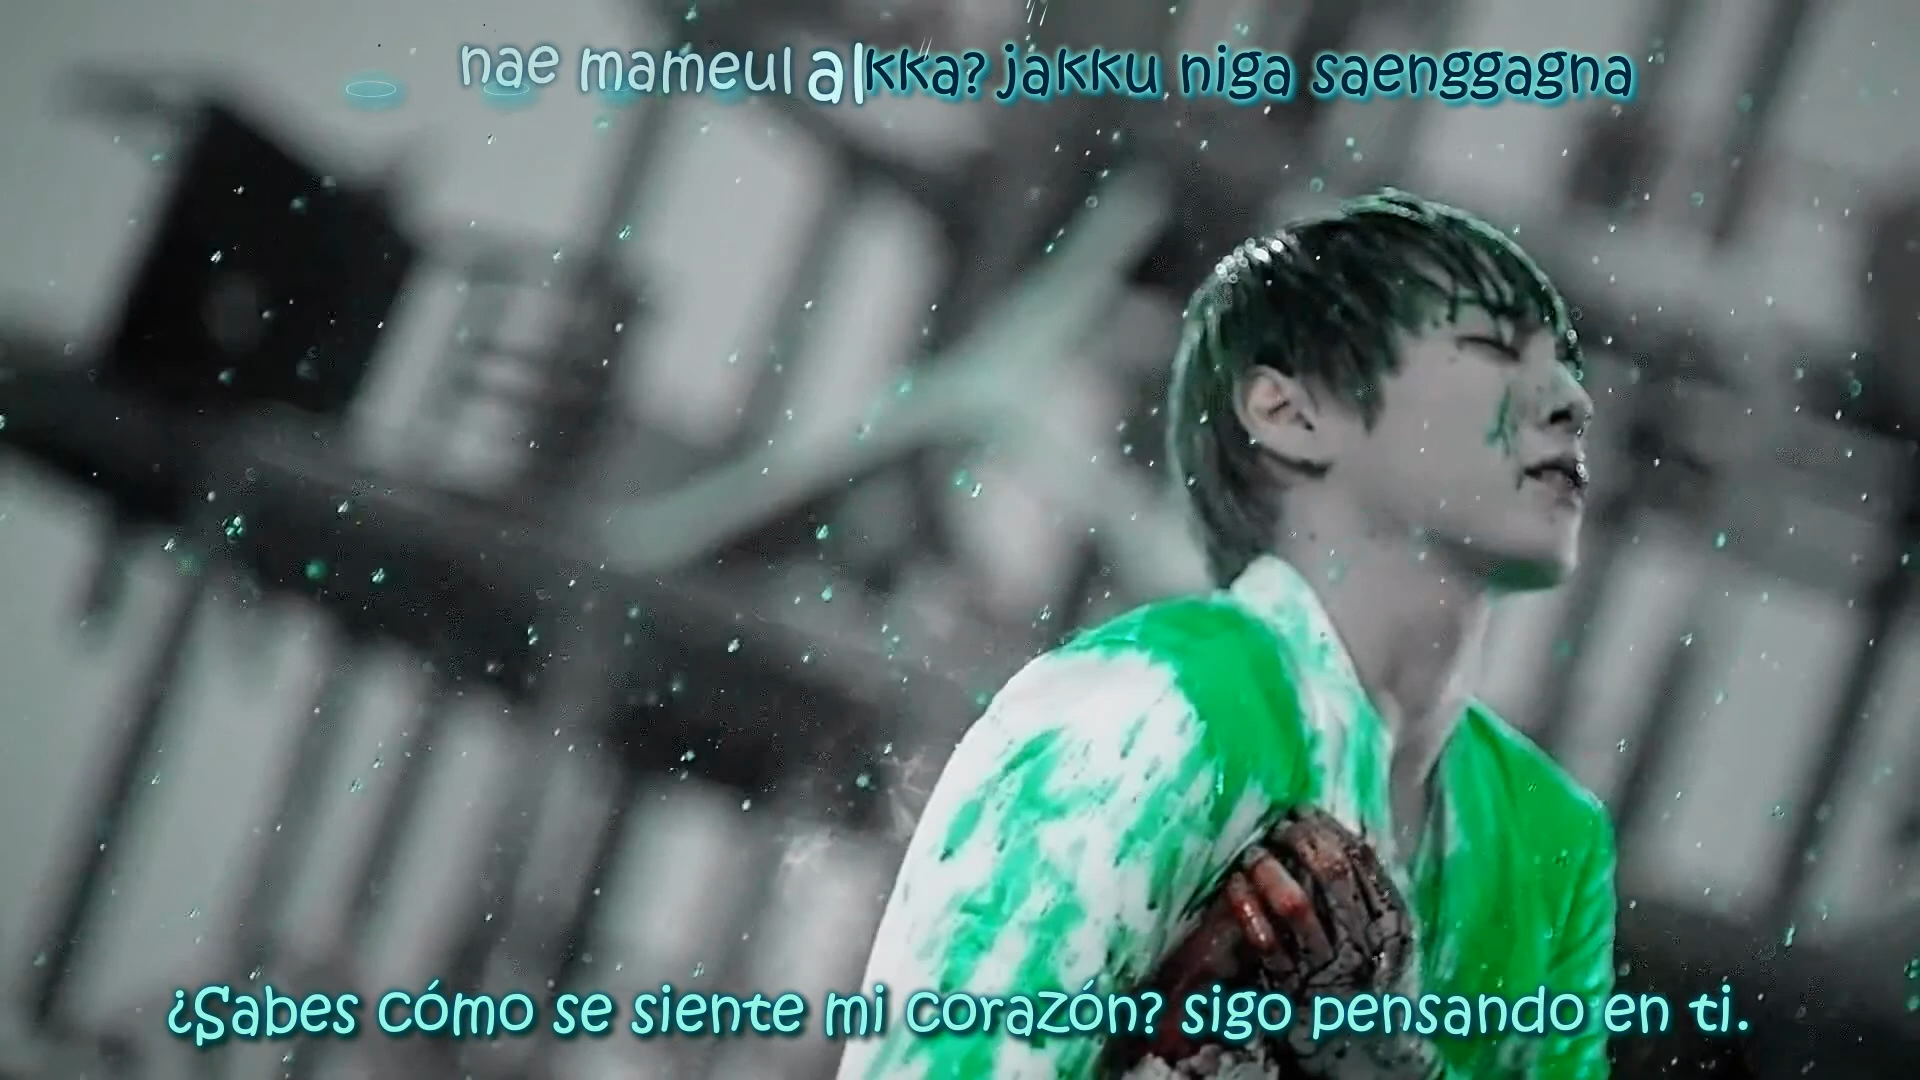 nae mameul alkka? jakku niga saenggagna
¿Sabes cómo se siente mi corazón? sigo pensando en ti.